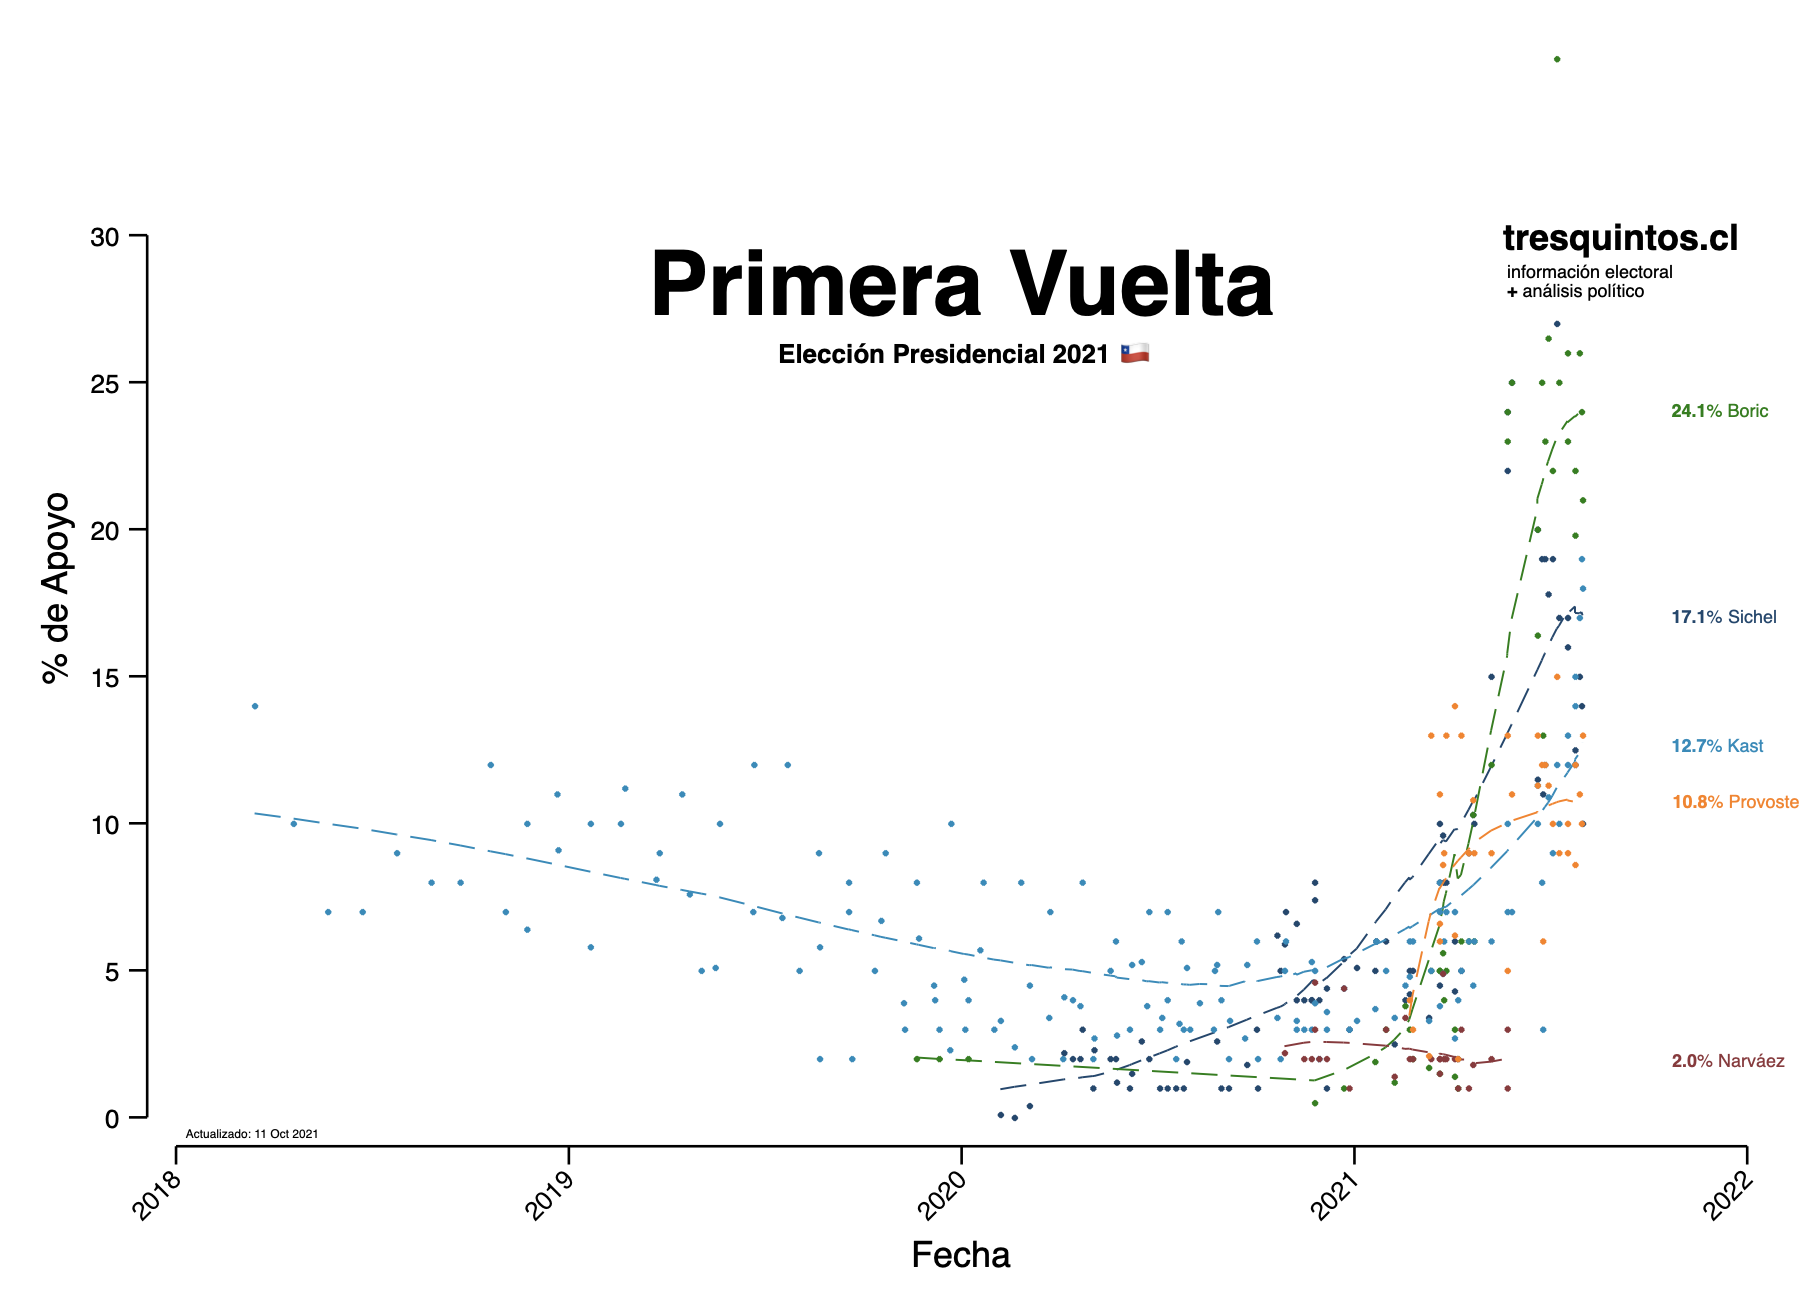 tresquintos.cl
información electoral
+ análisis político
Primera Vuelta
Elección Presidencial 2021 🇨🇱
% de Apoyo
30
25
20
15
10
5
0
24.1% Boric
17.1% Sichel
12.7% Kast
10.8% Provoste
2.0% Narváez
Actualizado: 11 Oct 2021
2018
2019
2020
2021
2022
Fecha